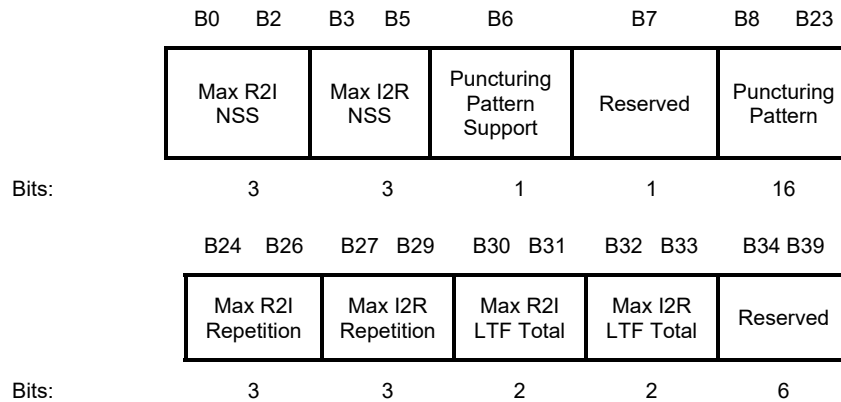 B0 B2 B3 B5 B6 B7 B8 B23
Max R2I NSS
Max I2R NSS
Puncturing Pattern Support
Reserved
Puncturing Pattern
Bits: 3 3 1 1 16
B24 B26 B27 B29 B30 B31 B32 B33 B34 B39
Max R2I Repetition
Max I2R Repetition
Max R2I LTF Total
Max I2R LTF Total
Reserved
Bits: 3 3 2 2 6